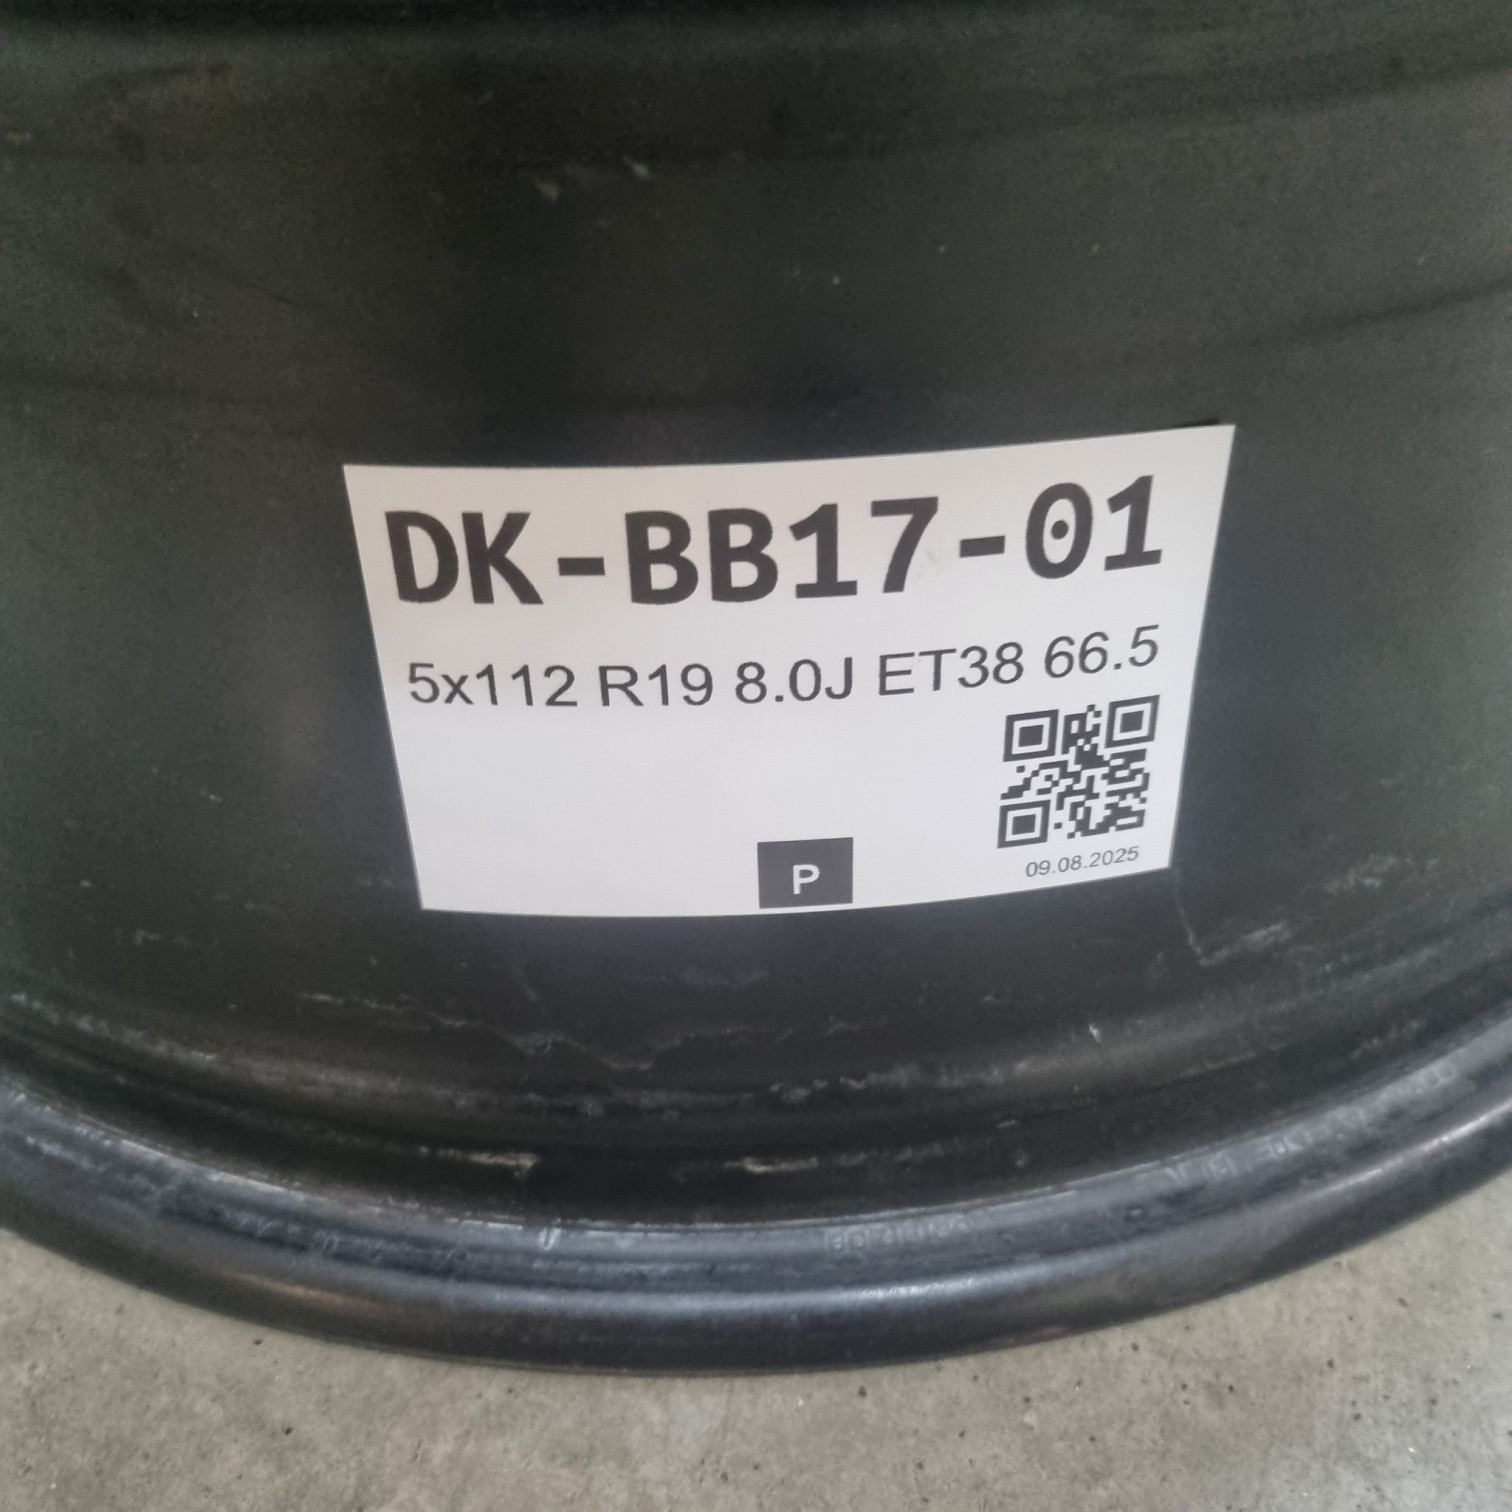 DK-BB17-01
5x112 R19 8.0J ET38 66.5
09.08.2025
P